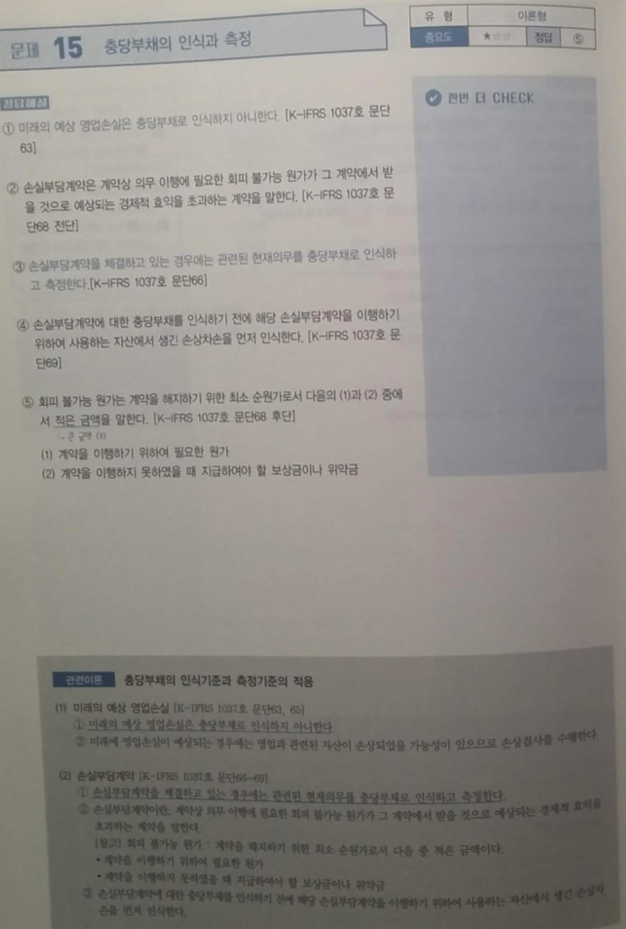 문제 15 충당부채의 인식과 측정
유 형 이론형
중요도 ★☆☆ 정답 ⑤
정답해설
① 미래의 예상 영업손실은 충당부채로 인식하지 아니한다. [K-IFRS 1037호 문단
63]
② 손실부담계약은 계약상 의무 이행에 필요한 회피 불가능 원가가 그 계약에서 받
을 것으로 예상되는 경제적 효익을 초과하는 계약을 말한다. [K-IFRS 1037호 문
단68 전단]
③ 손실부담계약을 체결하고 있는 경우에는 관련된 현재의무를 충당부채로 인식하
고 측정한다.[K-IFRS 1037호 문단66]
④ 손실부담계약에 대한 충당부채를 인식하기 전에 해당 손실부담계약을 이행하기
위하여 사용하는 자산에서 생긴 손상차손을 먼저 인식한다. [K-IFRS 1037호 문
단69]
⑤ 회피 불가능 원가는 계약을 해지하기 위한 최소 순원가로서 다음의 (1)과 (2) 중에
서 적은 금액을 말한다. [K-IFRS 1037호 문단68 후단]
→ 큰 금액 (X)
(1) 계약을 이행하기 위하여 필요한 원가
(2) 계약을 이행하지 못하였을 때 지급하여야 할 보상금이나 위약금
한번 더 CHECK
관련이론 충당부채의 인식기준과 측정기준의 적용
(1) 미래의 예상 영업손실 [K-IFRS 1037호 문단63, 65]
① 미래의 예상 영업손실은 충당부채로 인식하지 아니한다.
② 미래에 영업손실이 예상되는 경우에는 영업과 관련된 자산이 손상되었을 가능성이 있으므로 손상검사를 수행한다.
(2) 손실부담계약 [K-IFRS 1037호 문단66~69]
① 손실부담계약을 체결하고 있는 경우에는 관련된 현재의무를 충당부채로 인식하고 측정한다.
② 손실부담계약이란, 계약상 의무 이행에 필요한 회피 불가능 원가가 그 계약에서 받을 것으로 예상되는 경제적 효익을
초과하는 계약을 말한다.
[참고] 회피 불가능 원가 : 계약을 해지하기 위한 최소 순원가로서 다음 중 적은 금액이다.
• 계약을 이행하기 위하여 필요한 원가
• 계약을 이행하지 못하였을 때 지급하여야 할 보상금이나 위약금
③ 손실부담계약에 대한 충당부채를 인식하기 전에 해당 손실부담계약을 이행하기 위하여 사용하는 자산에서 생긴 손상차
손을 먼저 인식한다.